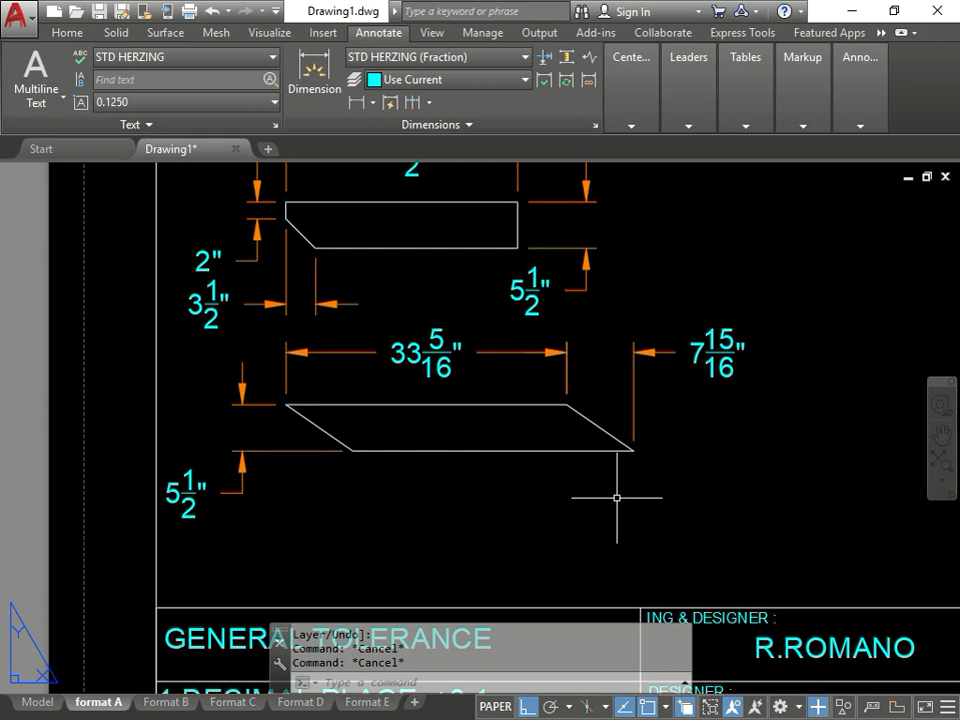 Drawing1.dwg
Type a keyword or phrase
Sign In
Home
Solid
Surface
Mesh
Visualize
Insert
Annotate
View
Manage
Output
Add-ins
Collaborate
Express Tools
Featured Apps
A
Multiline
Text
STD HERZING
Find text
0.1250
Text
Dimension
STD HERZING (Fraction)
Use Current
Dimensions
Cente...
Leaders
Tables
Markup
Anno...
Start
Drawing1*
2
2"
3 1/2"
5 1/2"
33 5/16"
7 15/16"
5 1/2"
Y
X
GENERAL TOLERANCE
ING & DESIGNER :
R.ROMANO
DESIGNER :
Layer/Undo]:
Command: *Cancel*
Command: *Cancel*
Type a command
Model
format A
Format B
Format C
Format D
Format E
PAPER